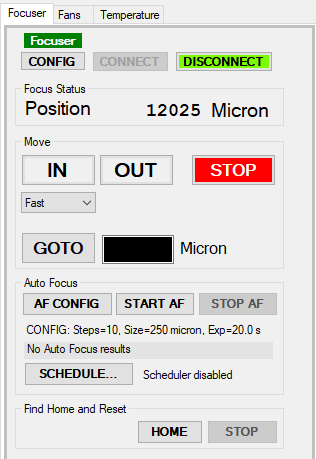 Focuser Fans Temperature
Focuser
CONFIG CONNECT DISCONNECT
Focus Status
Position 12025 Micron
Move
IN OUT STOP
Fast
GOTO Micron
Auto Focus
AF CONFIG START AF STOP AF
CONFIG: Steps=10, Size=250 micron, Exp=20.0 s
No Auto Focus results
SCHEDULE... Scheduler disabled
Find Home and Reset
HOME STOP